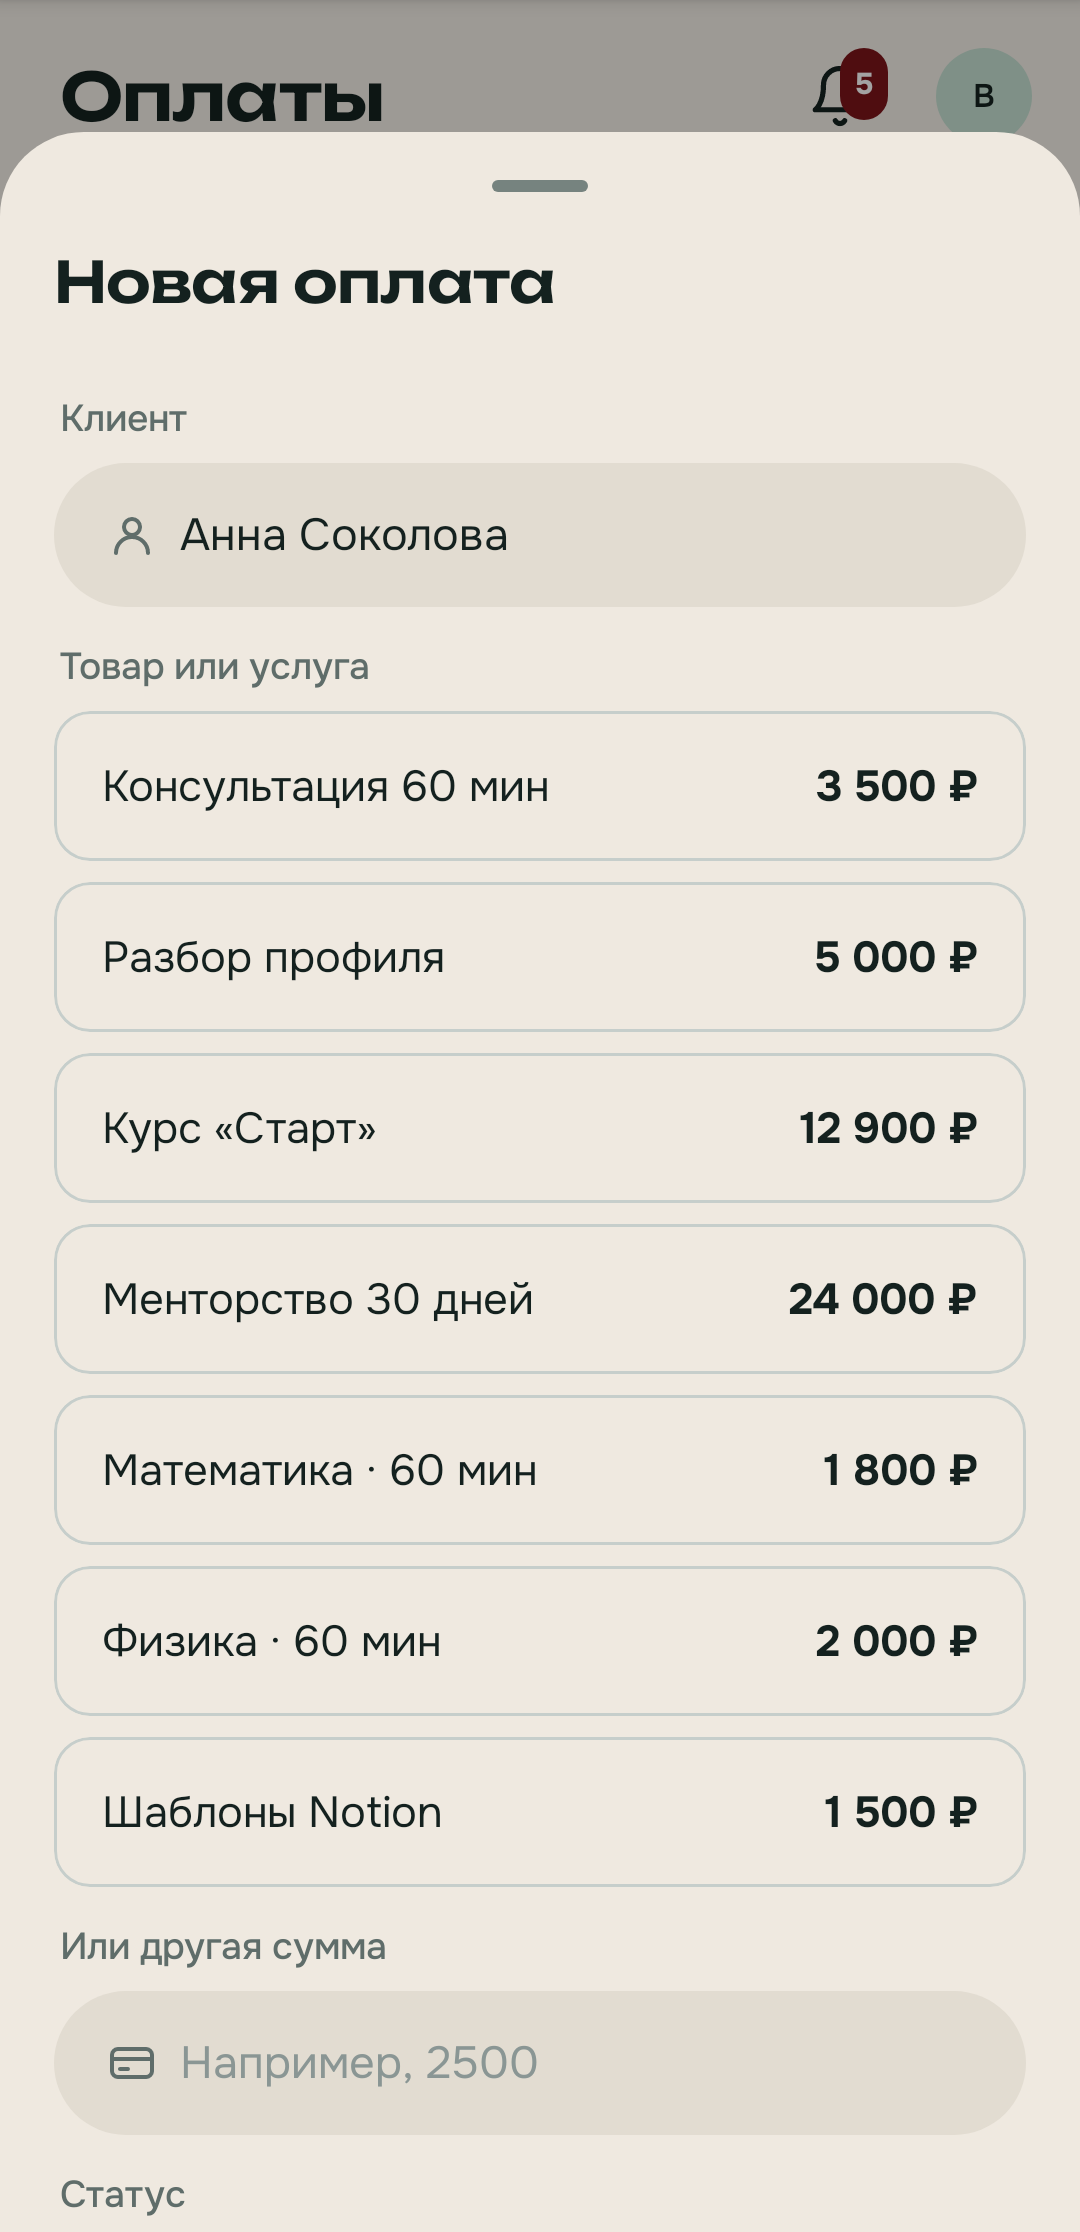 Оплаты
5
В
Новая оплата
Клиент
Анна Соколова
Товар или услуга
Консультация 60 мин 3 500 ₽
Разбор профиля 5 000 ₽
Курс «Старт» 12 900 ₽
Менторство 30 дней 24 000 ₽
Математика · 60 мин 1 800 ₽
Физика · 60 мин 2 000 ₽
Шаблоны Notion 1 500 ₽
Или другая сумма
Например, 2500
Статус